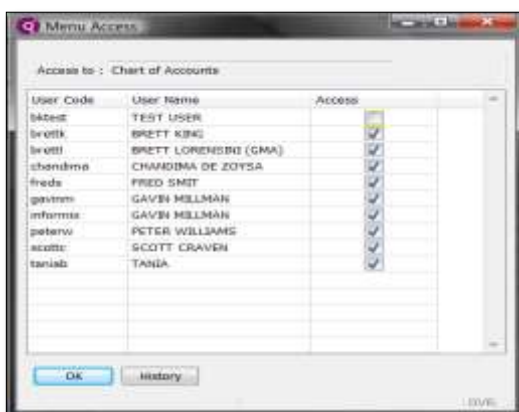 Menu Access
Access to : Chart of Accounts
User Code User Name Access
bktest TEST USER
brettk BRETT KING
brettl BRETT LORENSINI (GMA)
chandima CHANDIMA DE ZOYSA
freds FRED SMIT
gavinm GAVIN MILLMAN
informix GAVIN MILLMAN
peterw PETER WILLIAMS
scottc SCOTT CRAVEN
taniab TANIA
OK History
OVR